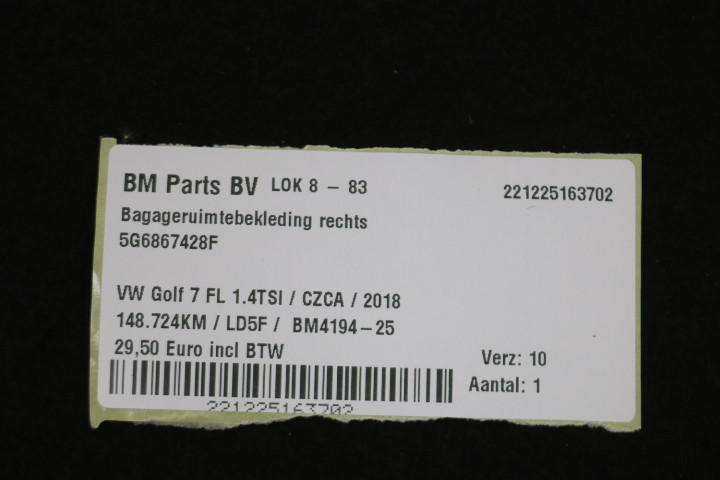 BM Parts BV LOK 8 – 83
221225163702
Bagageruimtebekleding rechts
5G6867428F
VW Golf 7 FL 1.4TSI / CZCA / 2018
148.724KM / LD5F / BM4194–25
29,50 Euro incl BTW
Verz: 10
Aantal: 1
221225163702